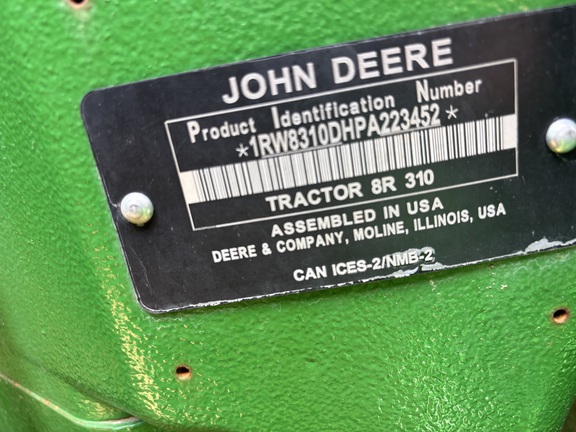 JOHN DEERE
Product Identification Number
*1RW8310DHPA223452*
TRACTOR 8R 310
ASSEMBLED IN USA
DEERE & COMPANY, MOLINE, ILLINOIS, USA
CAN ICES-2/NMB-2